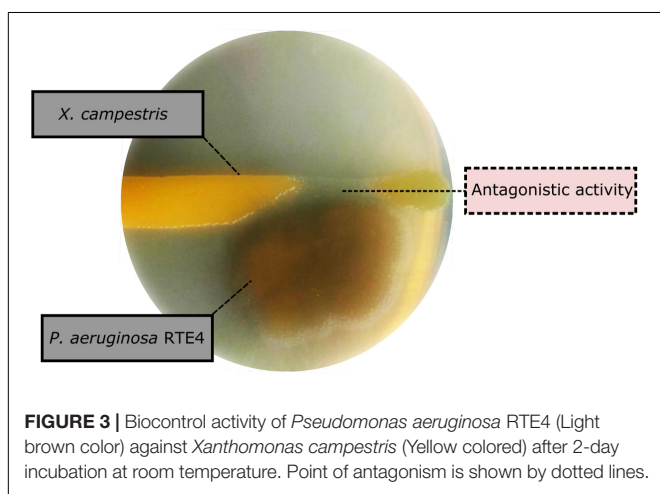 X. campestris
Antagonistic activity
P. aeruginosa RTE4
FIGURE 3 | Biocontrol activity of Pseudomonas aeruginosa RTE4 (Light
brown color) against Xanthomonas campestris (Yellow colored) after 2-day
incubation at room temperature. Point of antagonism is shown by dotted lines.